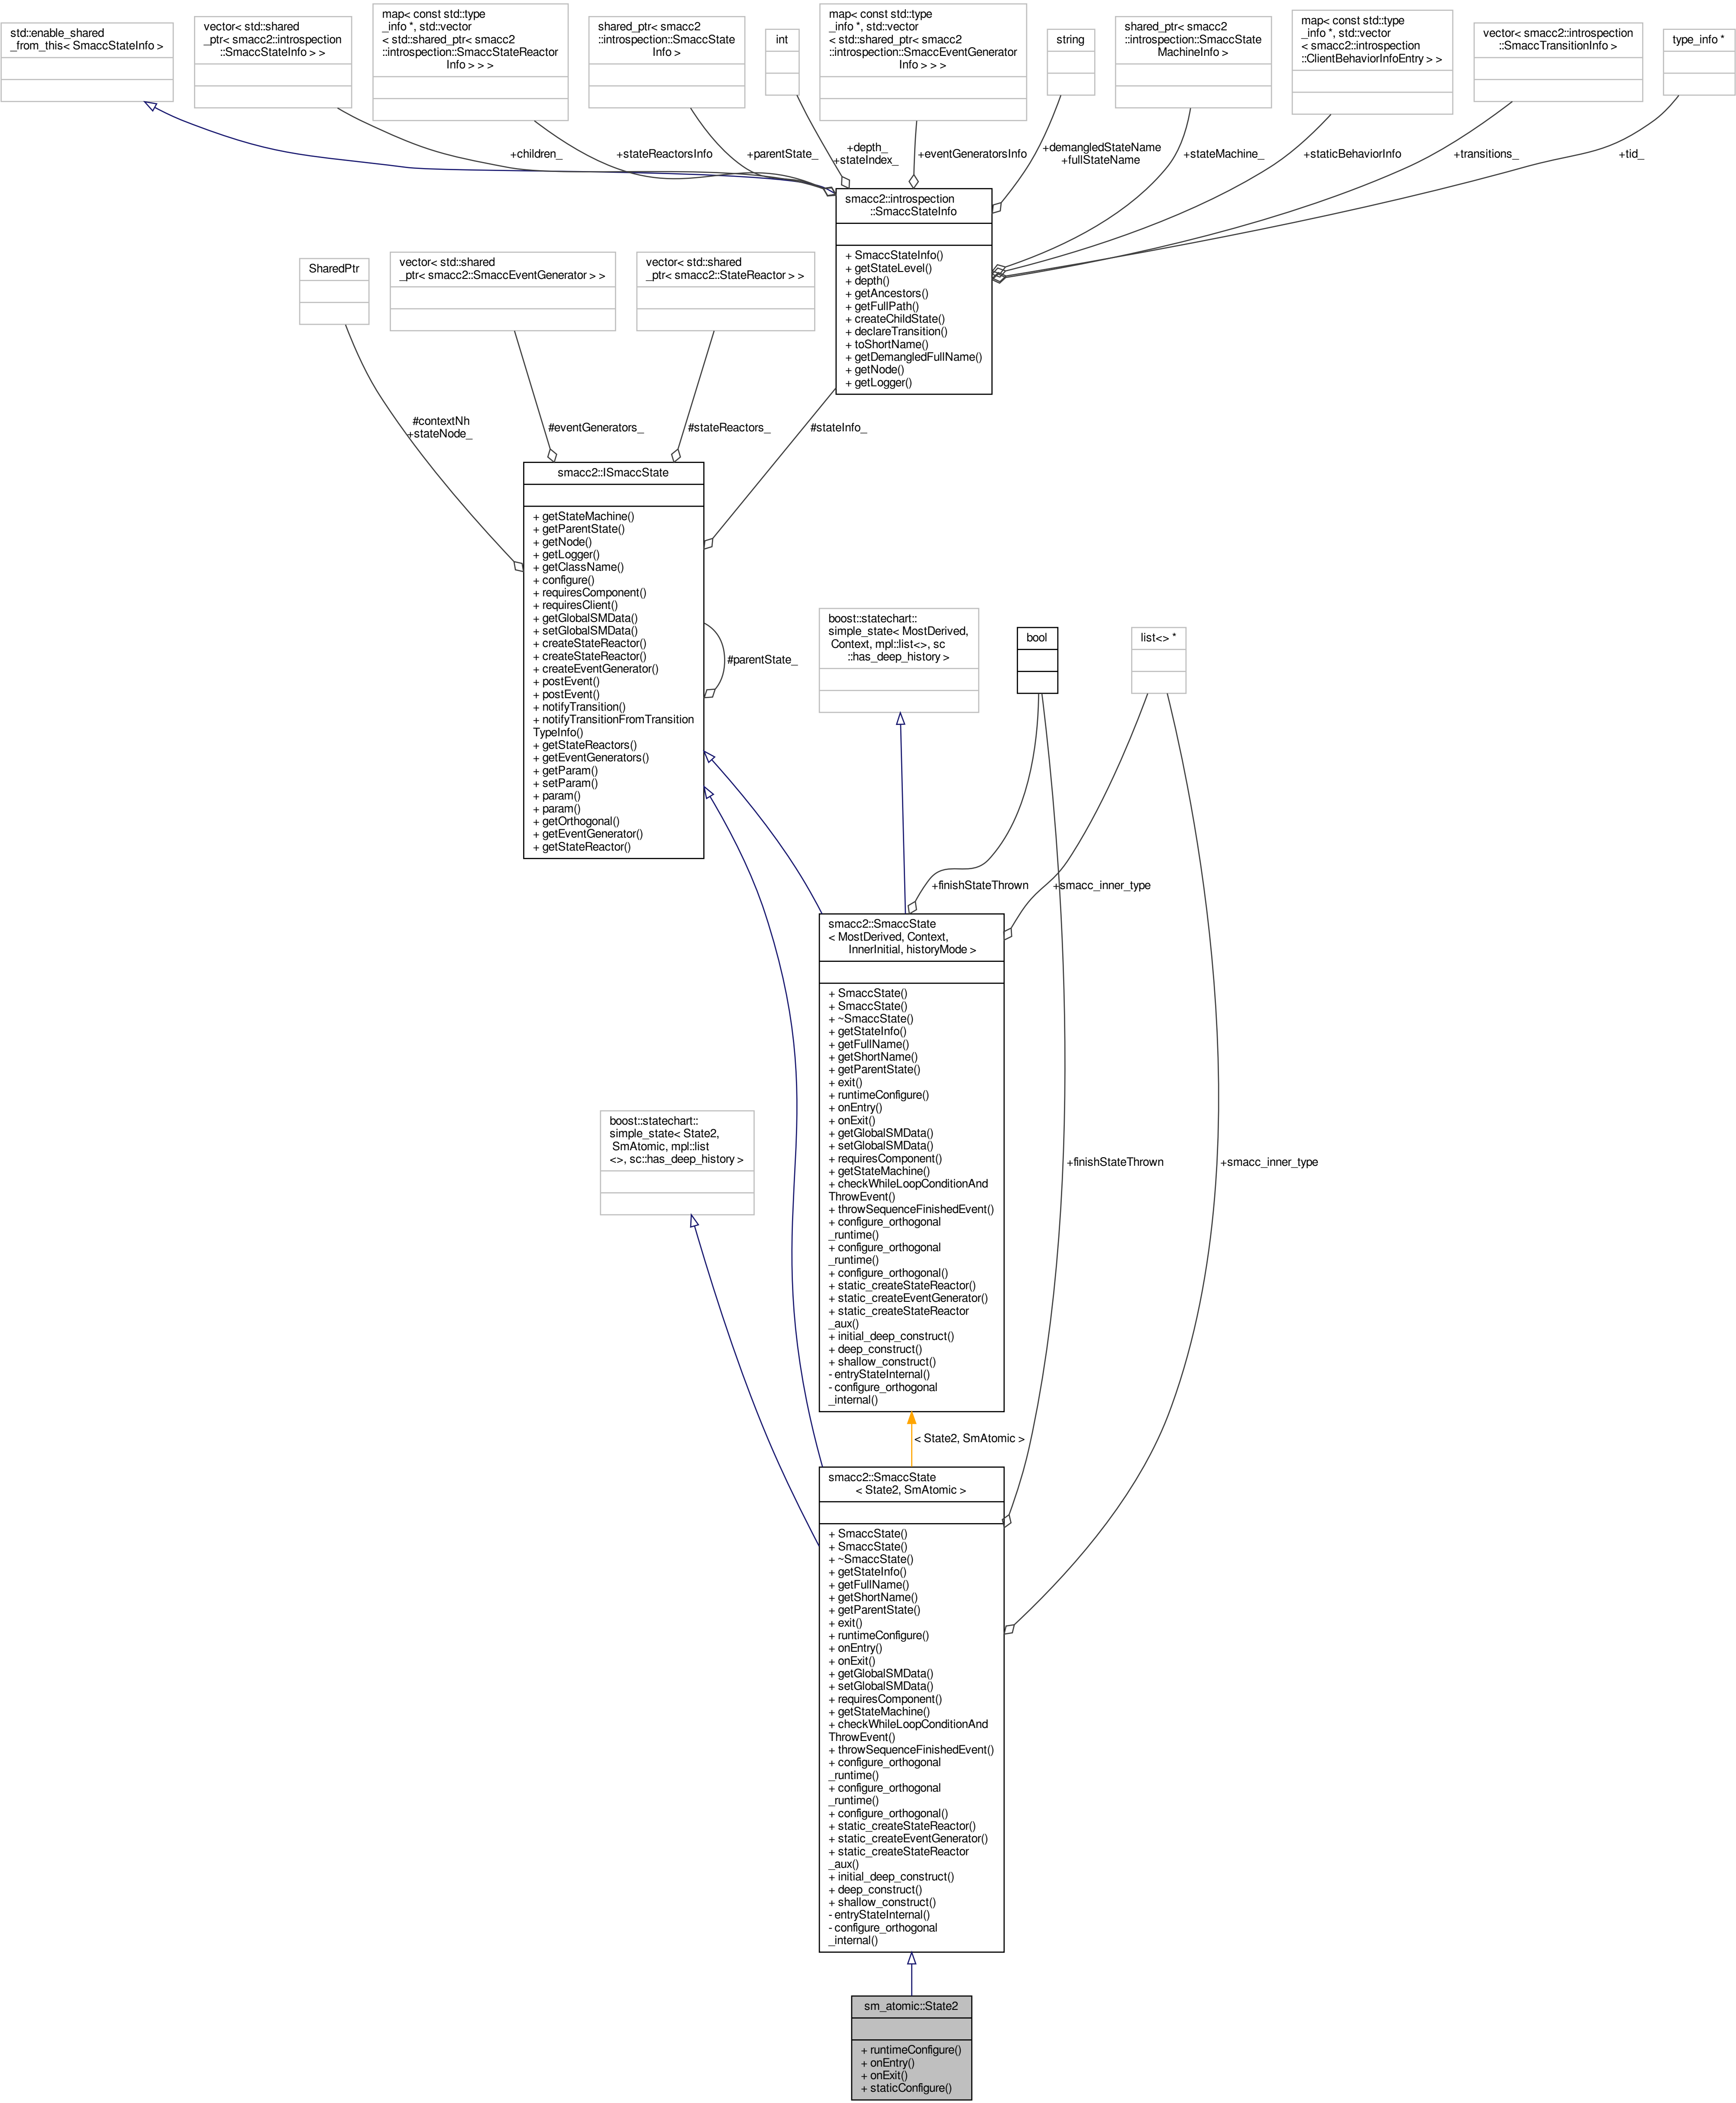 std::enable_shared
_from_this< SmaccStateInfo >
vector< std::shared
_ptr< smacc2::introspection
::SmaccStateInfo > >
map< const std::type
_info *, std::vector
< std::shared_ptr< smacc2
::introspection::SmaccStateReactor
Info > > >
shared_ptr< smacc2
::introspection::SmaccState
Info >
int
map< const std::type
_info *, std::vector
< std::shared_ptr< smacc2
::introspection::SmaccEventGenerator
Info > > >
string
shared_ptr< smacc2
::introspection::SmaccState
MachineInfo >
map< const std::type
_info *, std::vector
< smacc2::introspection
::ClientBehaviorInfoEntry > >
vector< smacc2::introspection
::SmaccTransitionInfo >
type_info *
+children_
+stateReactorsInfo
+parentState_
+depth_
+stateIndex_
+eventGeneratorsInfo
+demangledStateName
+fullStateName
+stateMachine_
+staticBehaviorInfo
+transitions_
+tid_
smacc2::introspection
::SmaccStateInfo
+ SmaccStateInfo()
+ getStateLevel()
+ depth()
+ getAncestors()
+ getFullPath()
+ createChildState()
+ declareTransition()
+ toShortName()
+ getDemangledFullName()
+ getNode()
+ getLogger()
SharedPtr
vector< std::shared
_ptr< smacc2::SmaccEventGenerator > >
vector< std::shared
_ptr< smacc2::StateReactor > >
#contextNh
+stateNode_
#eventGenerators_
#stateReactors_
#stateInfo_
smacc2::ISmaccState
+ getStateMachine()
+ getParentState()
+ getNode()
+ getLogger()
+ getClassName()
+ configure()
+ requiresComponent()
+ requiresClient()
+ getGlobalSMData()
+ setGlobalSMData()
+ createStateReactor()
+ createStateReactor()
+ createEventGenerator()
+ postEvent()
+ postEvent()
+ notifyTransition()
+ notifyTransitionFromTransition
TypeInfo()
+ getStateReactors()
+ getEventGenerators()
+ getParam()
+ setParam()
+ param()
+ param()
+ getOrthogonal()
+ getEventGenerator()
+ getStateReactor()
#parentState_
boost::statechart::
simple_state< MostDerived,
Context, mpl::list<>, sc
::has_deep_history >
bool
list<> *
+finishStateThrown
+smacc_inner_type
smacc2::SmaccState
< MostDerived, Context,
InnerInitial, historyMode >
+ SmaccState()
+ SmaccState()
+ ~SmaccState()
+ getStateInfo()
+ getFullName()
+ getShortName()
+ getParentState()
+ exit()
+ runtimeConfigure()
+ onEntry()
+ onExit()
+ getGlobalSMData()
+ setGlobalSMData()
+ requiresComponent()
+ getStateMachine()
+ checkWhileLoopConditionAnd
ThrowEvent()
+ throwSequenceFinishedEvent()
+ configure_orthogonal
_runtime()
+ configure_orthogonal
_runtime()
+ configure_orthogonal()
+ static_createStateReactor()
+ static_createEventGenerator()
+ static_createStateReactor
_aux()
+ initial_deep_construct()
+ deep_construct()
+ shallow_construct()
- entryStateInternal()
- configure_orthogonal
_internal()
boost::statechart::
simple_state< State2,
SmAtomic, mpl::list
<>, sc::has_deep_history >
+finishStateThrown
+smacc_inner_type
< State2, SmAtomic >
smacc2::SmaccState
< State2, SmAtomic >
+ SmaccState()
+ SmaccState()
+ ~SmaccState()
+ getStateInfo()
+ getFullName()
+ getShortName()
+ getParentState()
+ exit()
+ runtimeConfigure()
+ onEntry()
+ onExit()
+ getGlobalSMData()
+ setGlobalSMData()
+ requiresComponent()
+ getStateMachine()
+ checkWhileLoopConditionAnd
ThrowEvent()
+ throwSequenceFinishedEvent()
+ configure_orthogonal
_runtime()
+ configure_orthogonal
_runtime()
+ configure_orthogonal()
+ static_createStateReactor()
+ static_createEventGenerator()
+ static_createStateReactor
_aux()
+ initial_deep_construct()
+ deep_construct()
+ shallow_construct()
- entryStateInternal()
- configure_orthogonal
_internal()
sm_atomic::State2
+ runtimeConfigure()
+ onEntry()
+ onExit()
+ staticConfigure()